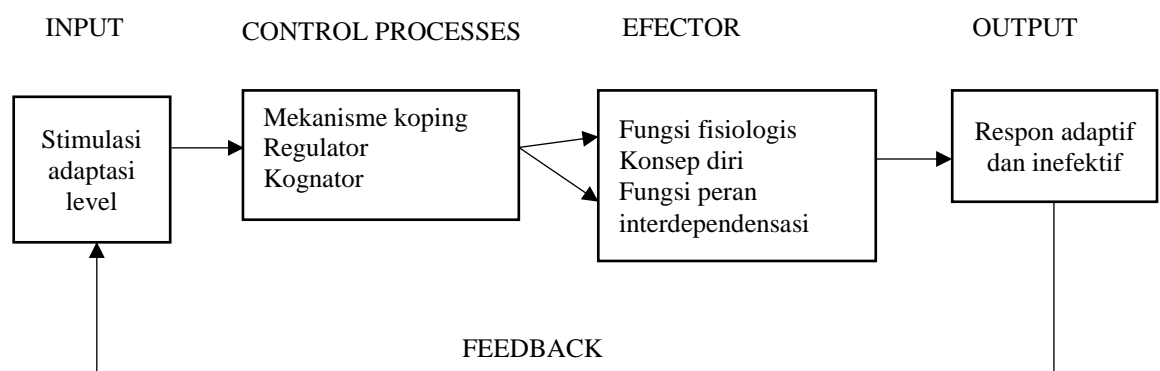 INPUT
CONTROL PROCESSES
EFECTOR
OUTPUT
Stimulasi
adaptasi
level
Mekanisme koping
Regulator
Kognator
Fungsi fisiologis
Konsep diri
Fungsi peran
interdependensasi
Respon adaptif
dan inefektif
FEEDBACK